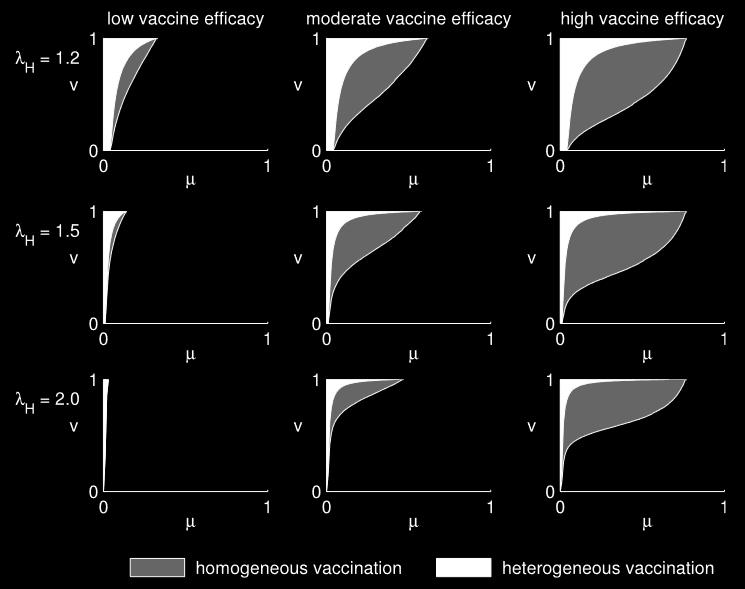 low vaccine efficacy moderate vaccine efficacy high vaccine efficacy
λH = 1.2
1 1 1
v v v
0 0 0
0 1 0 1 0 1
μ μ μ
λH = 1.5
1 1 1
v v v
0 0 0
0 1 0 1 0 1
μ μ μ
λH = 2.0
1 1 1
v v v
0 0 0
0 1 0 1 0 1
μ μ μ
homogeneous vaccination heterogeneous vaccination